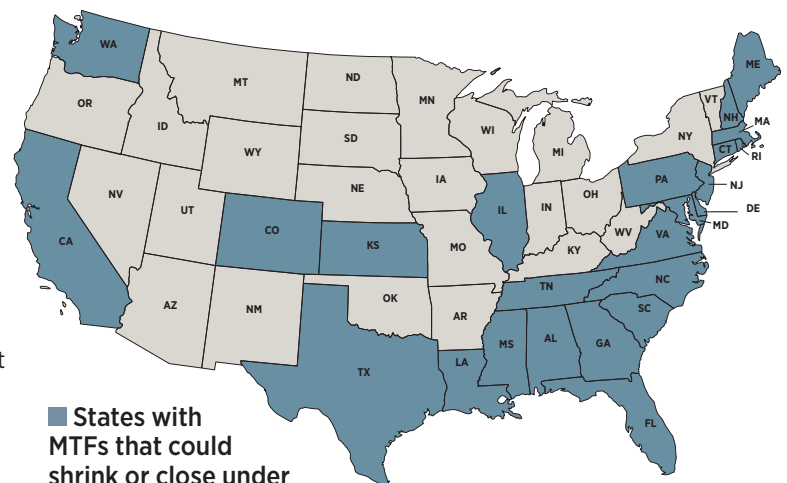 WA
ME
MT
ND
MN
VT
NH
MA
OR
ID
WI
NY
SD
MI
CT
RI
WY
IA
PA
NJ
NE
NV
OH
IL
IN
DE
UT
CO
MD
CA
KS
MO
WV
VA
KY
NC
TN
OK
AZ
NM
AR
SC
MS
AL
GA
LA
TX
FL
t
States with
MTFs that could
shrink or close under